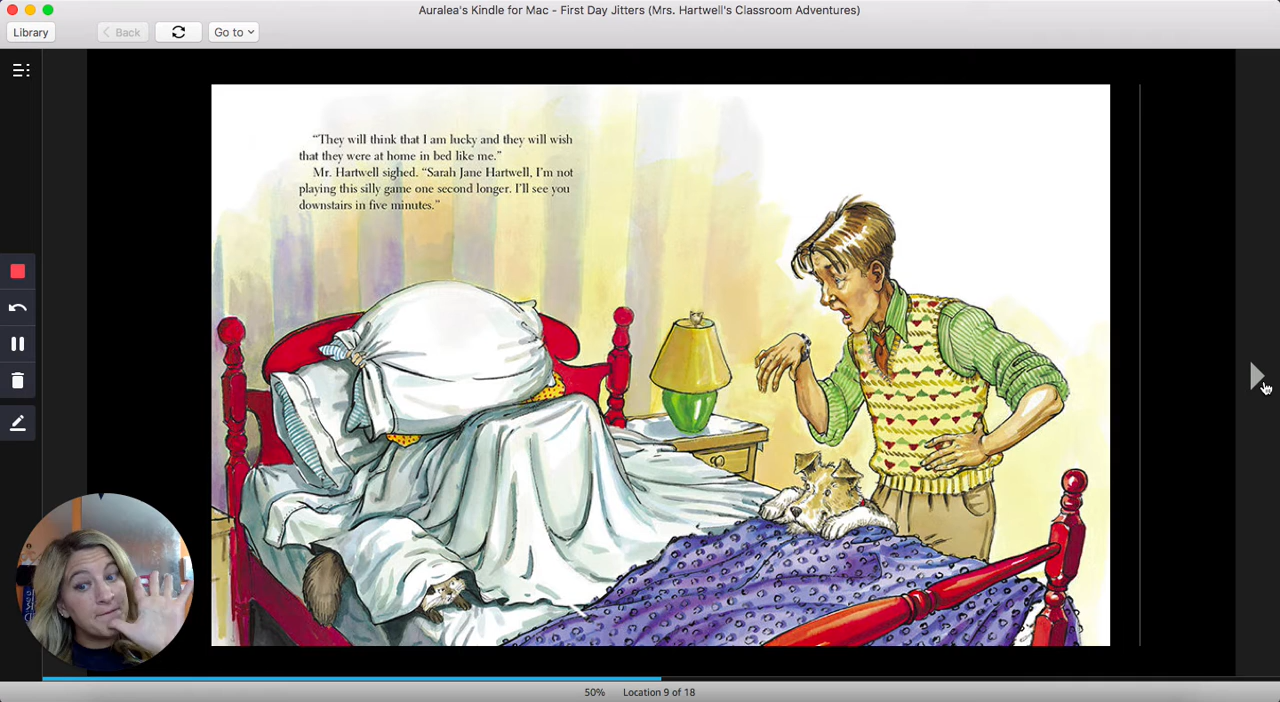 Auralea's Kindle for Mac - First Day Jitters (Mrs. Hartwell's Classroom Adventures)
Library
Back
Go to
“They will think that I am lucky and they will wish
that they were at home in bed like me.”
Mr. Hartwell sighed. “Sarah Jane Hartwell, I’m not
playing this silly game one second longer. I’ll see you
downstairs in five minutes.”
50%
Location 9 of 18